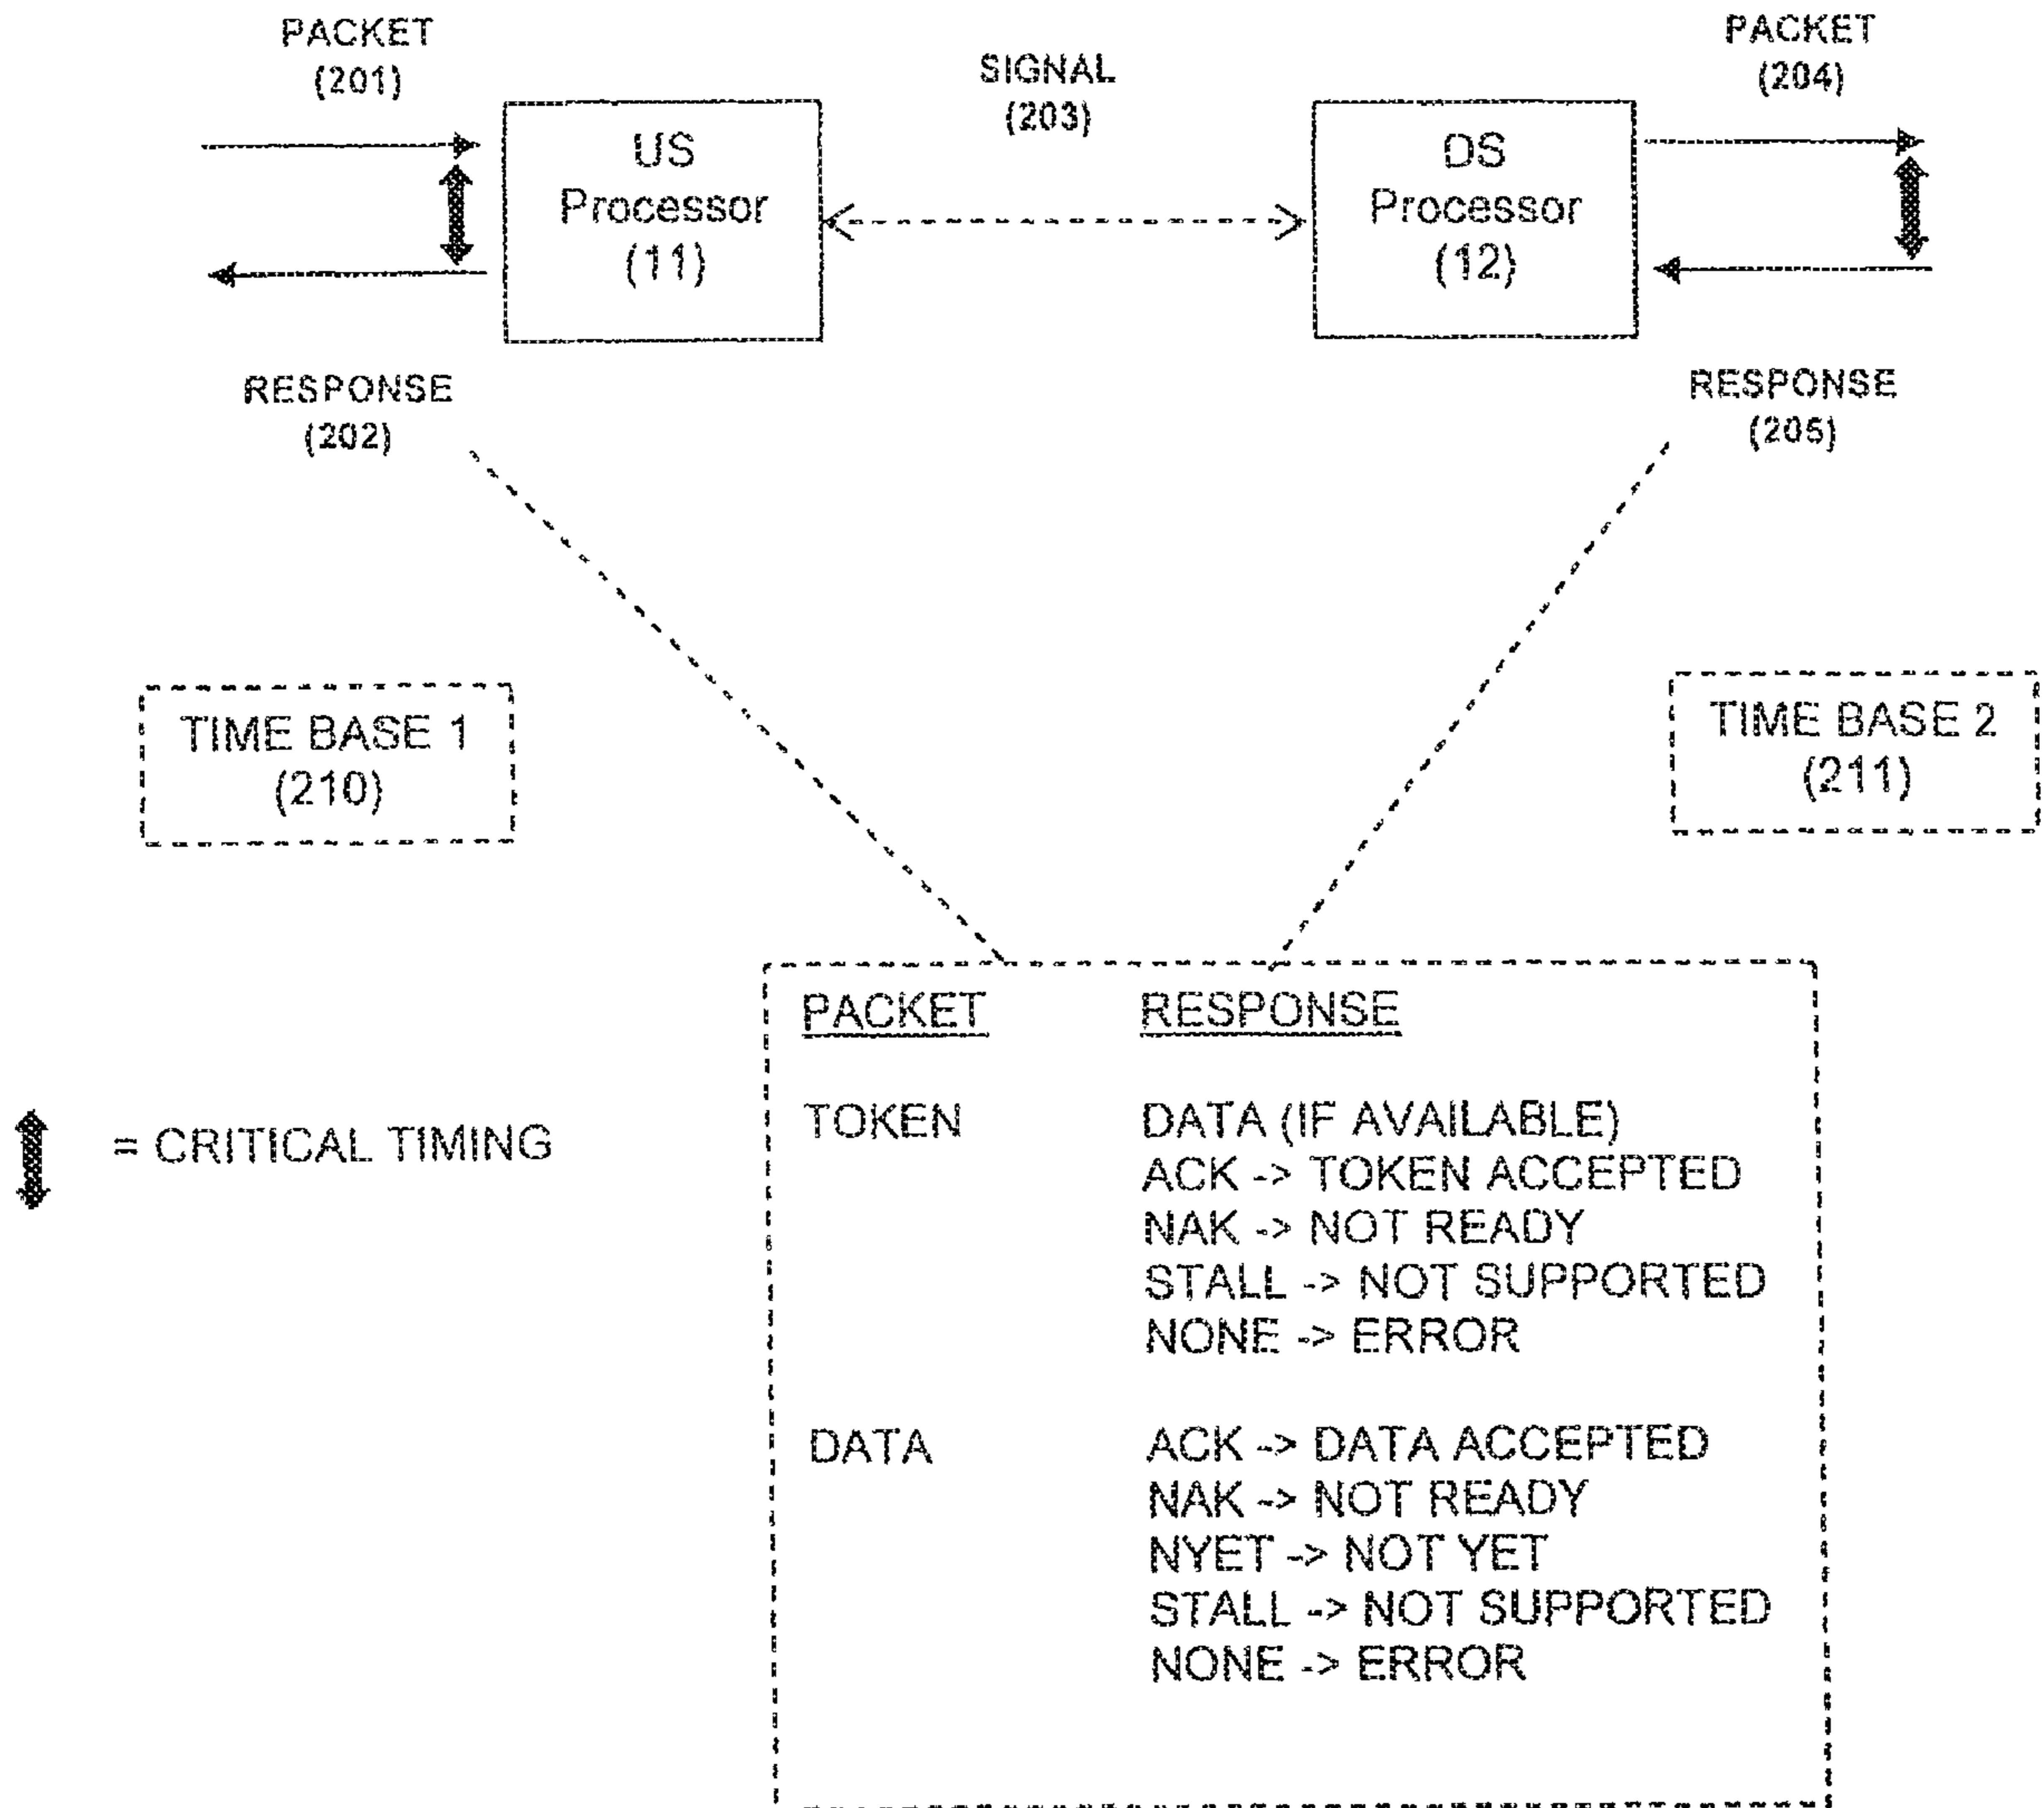 PACKET
(201)
SIGNAL
(203)
PACKET
(204)
US
Processor
(11)
DS
Processor
(12)
RESPONSE
(202)
RESPONSE
(205)
TIME BASE 1
(210)
TIME BASE 2
(211)
PACKET RESPONSE
TOKEN DATA (IF AVAILABLE)
ACK -> TOKEN ACCEPTED
NAK -> NOT READY
STALL -> NOT SUPPORTED
NONE -> ERROR
= CRITICAL TIMING
DATA ACK -> DATA ACCEPTED
NAK -> NOT READY
NYET -> NOT YET
STALL -> NOT SUPPORTED
NONE -> ERROR